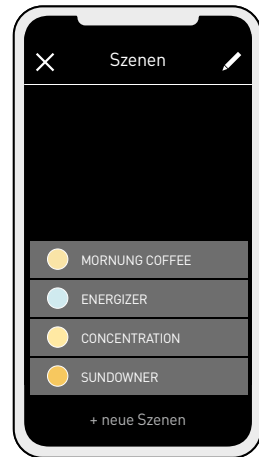 Szenen
MORNUNG COFFEE
ENERGIZER
CONCENTRATION
SUNDOWNER
+ neue Szenen